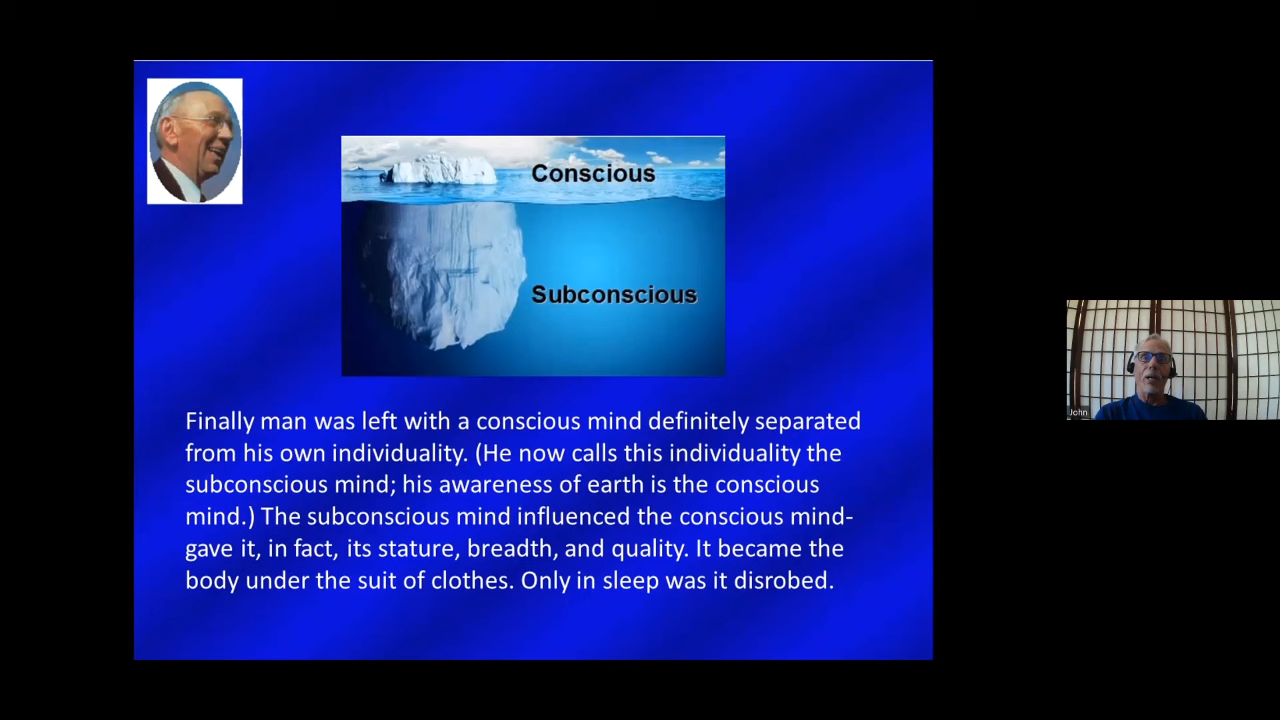 Conscious
Subconscious
Finally man was left with a conscious mind definitely separated
from his own individuality. (He now calls this individuality the
subconscious mind; his awareness of earth is the conscious
mind.) The subconscious mind influenced the conscious mind-
gave it, in fact, its stature, breadth, and quality. It became the
body under the suit of clothes. Only in sleep was it disrobed.
John